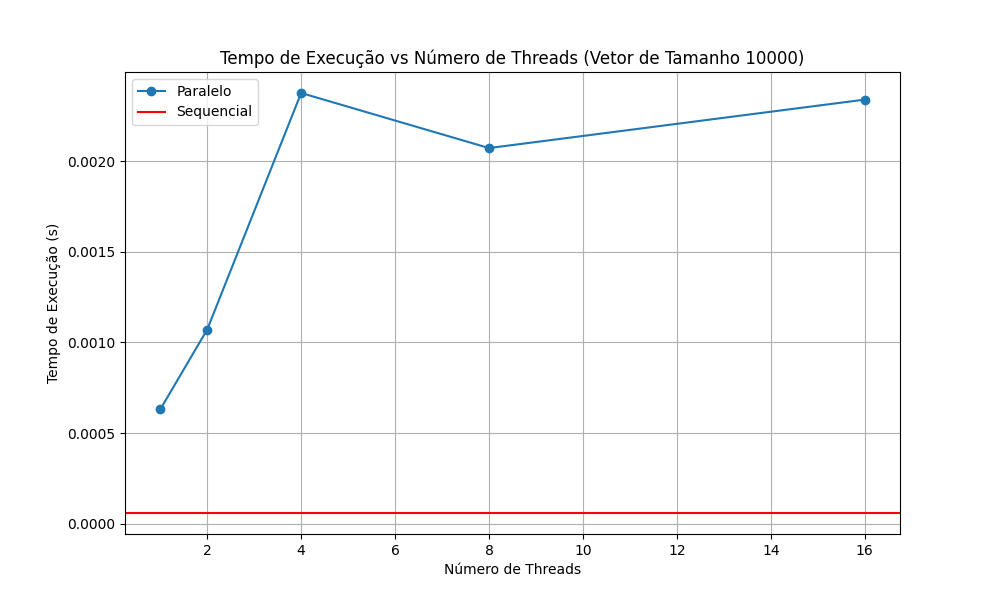 Tempo de Execução vs Número de Threads (Vetor de Tamanho 10000)
Paralelo
Sequencial
Tempo de Execução (s)
0.0020
0.0015
0.0010
0.0005
0.0000
2 4 6 8 10 12 14 16
Número de Threads